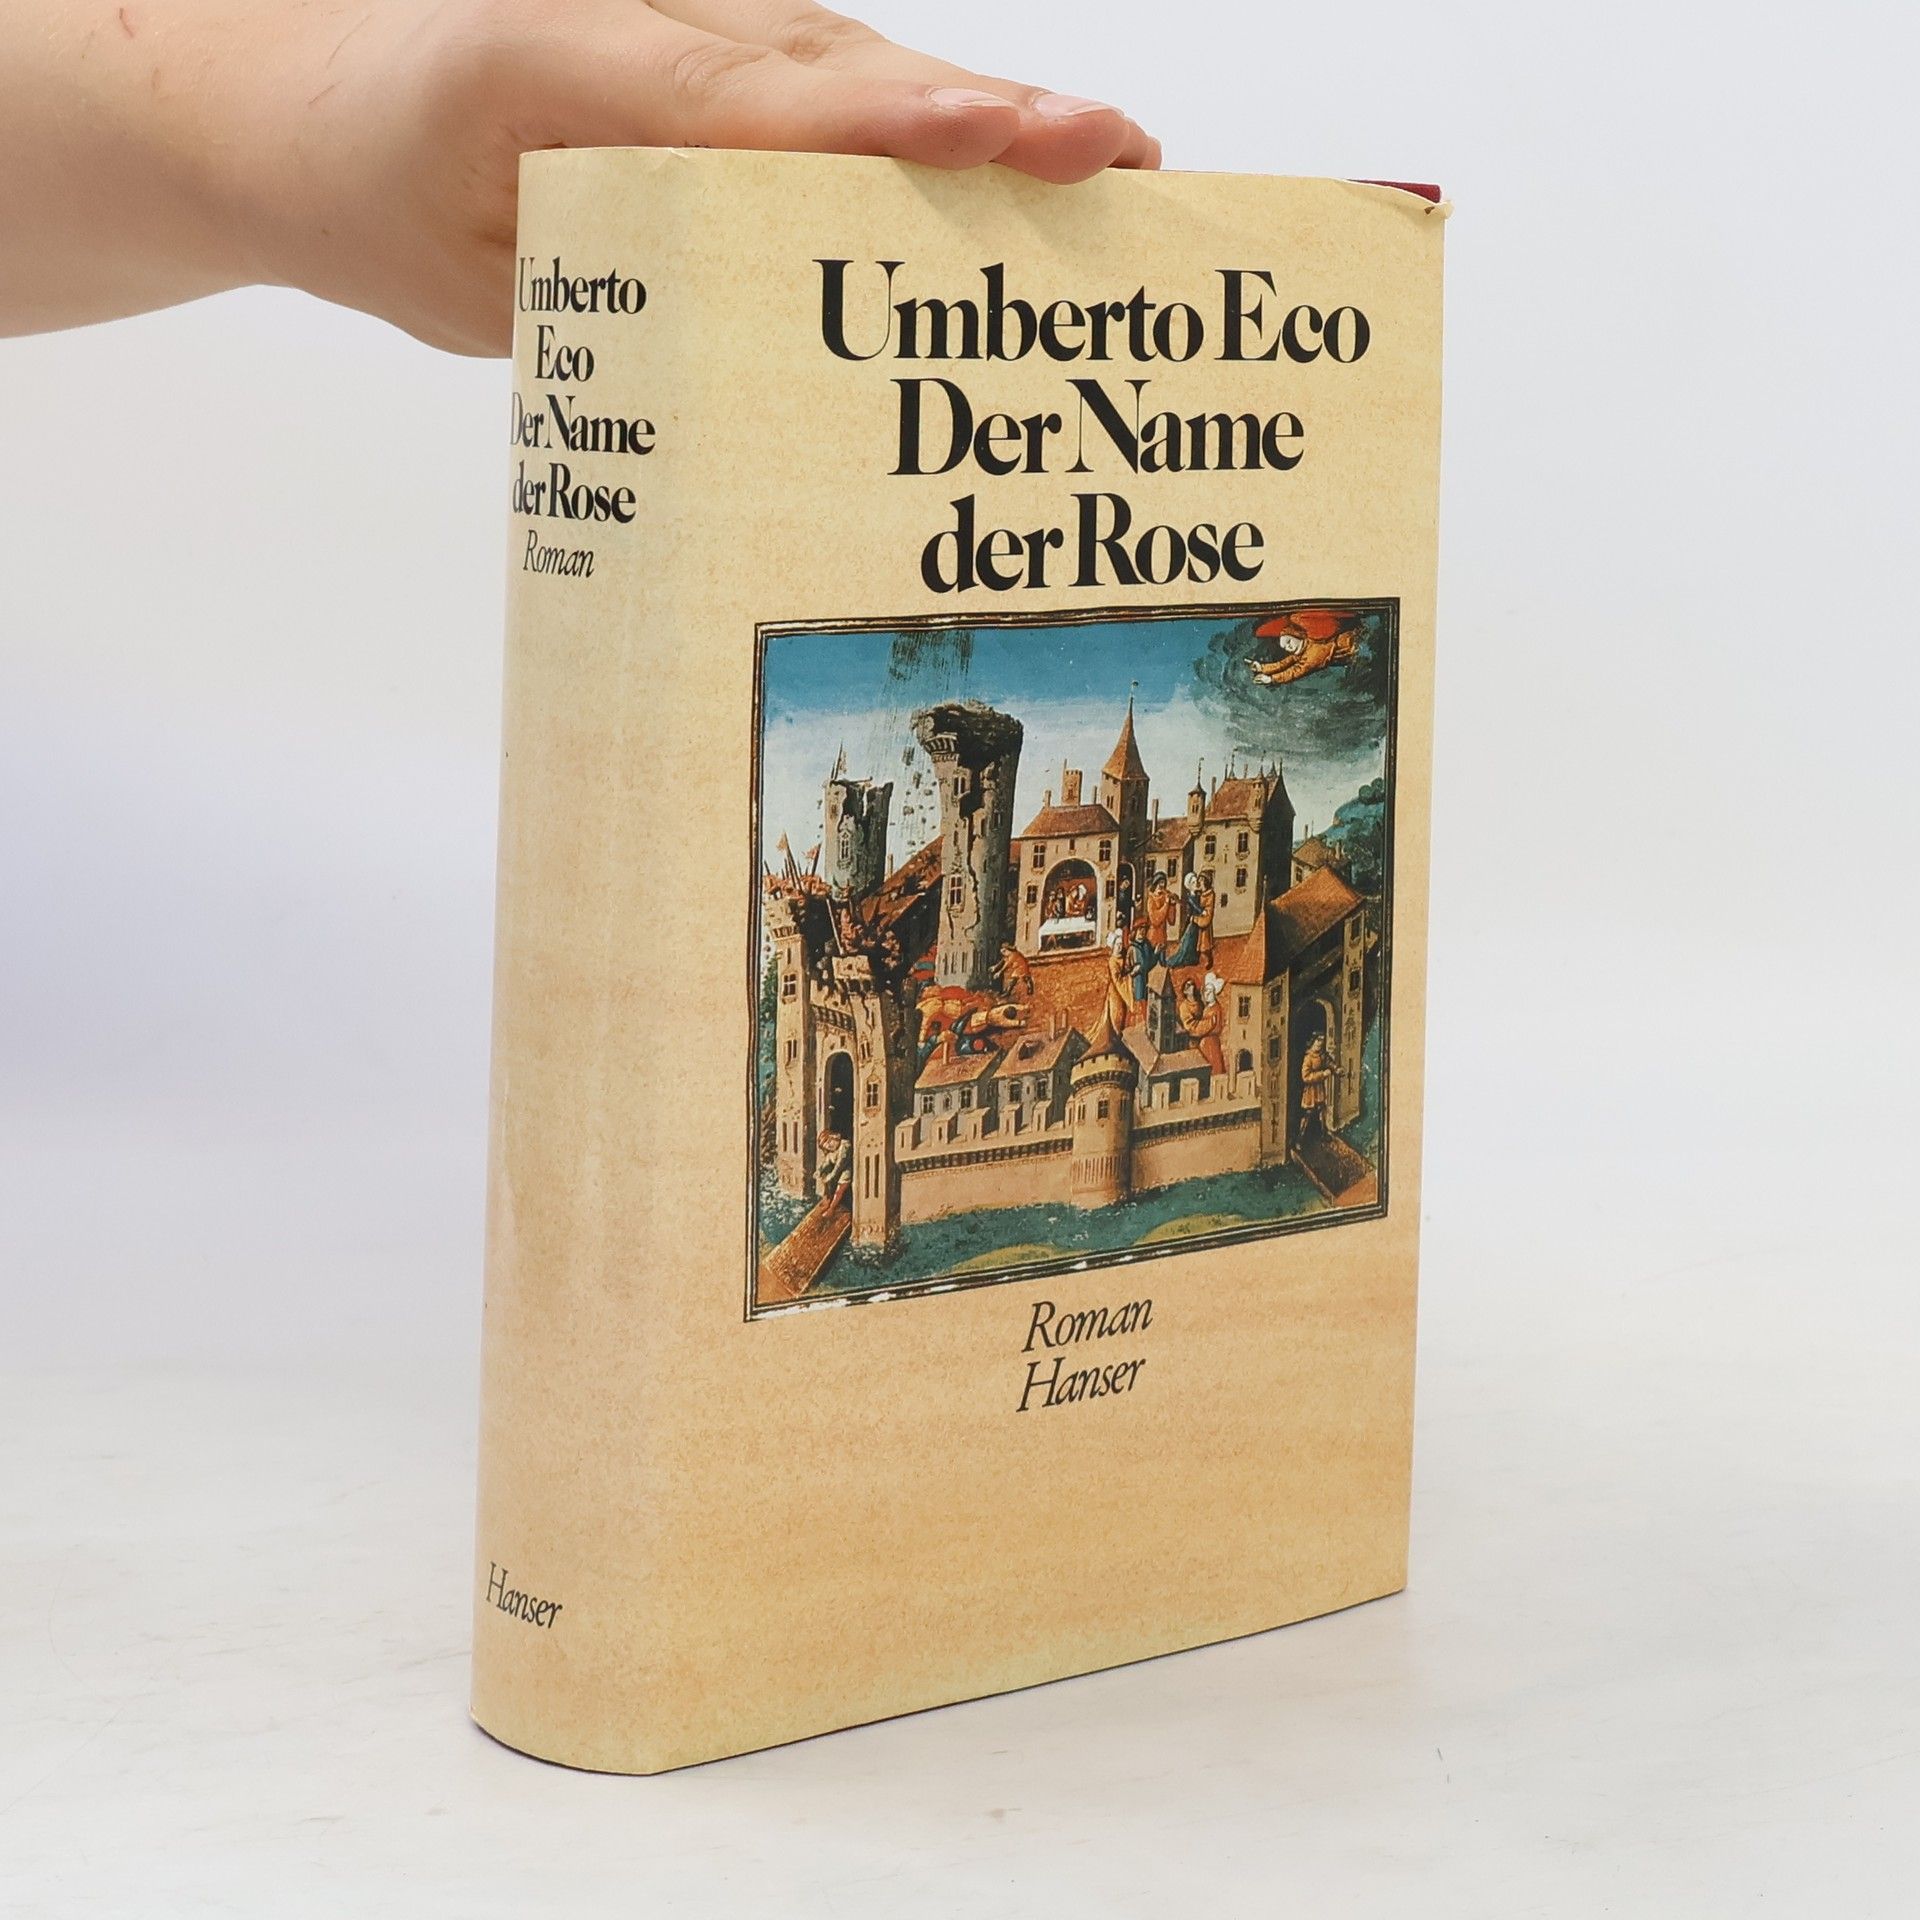 Umberto
Eco
Der Name
der Rose
Roman
Hanser
Umberto Eco
Der Name
der Rose
Roman
Hanser